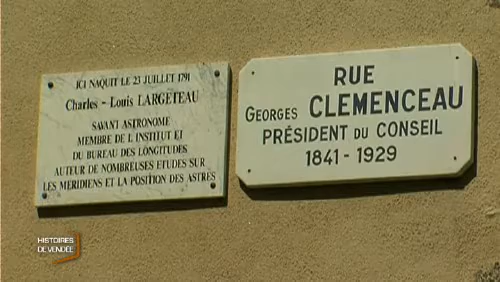 ICI NAQUIT LE 23 JUILLET 1791
Charles - Louis LARGETEAU
SAVANT ASTRONOME
MEMBRE DE L'INSTITUT ET
DU BUREAU DES LONGITUDES
AUTEUR DE NOMBREUSES ETUDES SUR
LES MERIDIENS ET LA POSITION DES ASTRES
RUE
GEORGES CLEMENCEAU
PRÉSIDENT DU CONSEIL
1841 - 1929
HISTOIRES
DE VENDÉE